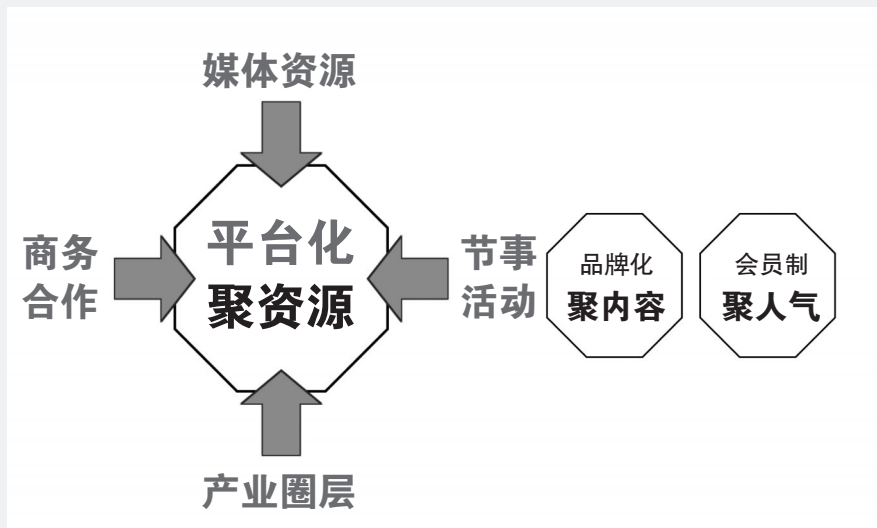 媒体资源
商务
合作
平台化
聚资源
节事
活动
品牌化
聚内容
会员制
聚人气
产业圈层